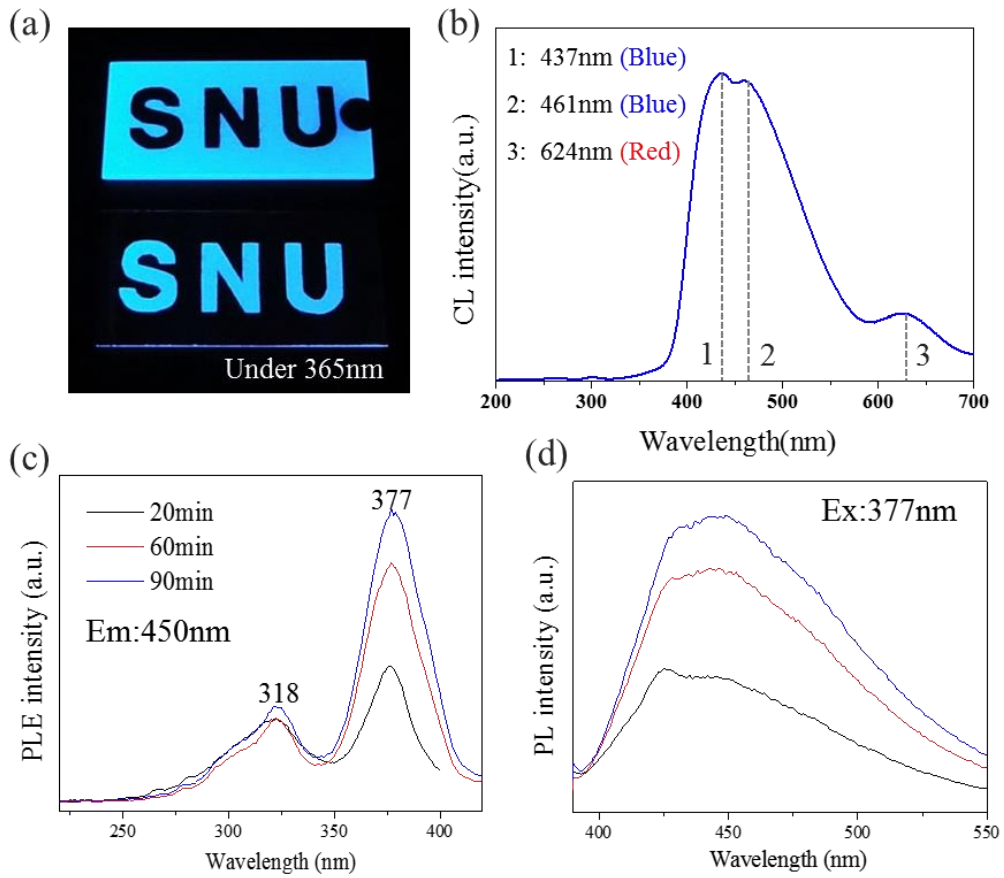 (a)
SNU
SNU
Under 365nm
(b)
1: 437nm (Blue)
2: 461nm (Blue)
3: 624nm (Red)
CL intensity(a.u.)
1
2
3
200
300
400
500
600
700
Wavelength(nm)
(c)
20min
60min
90min
Em:450nm
318
377
PLE intensity (a.u.)
250
300
350
400
Wavelength (nm)
(d)
Ex:377nm
PL intensity (a.u.)
400
450
500
550
Wavelength (nm)